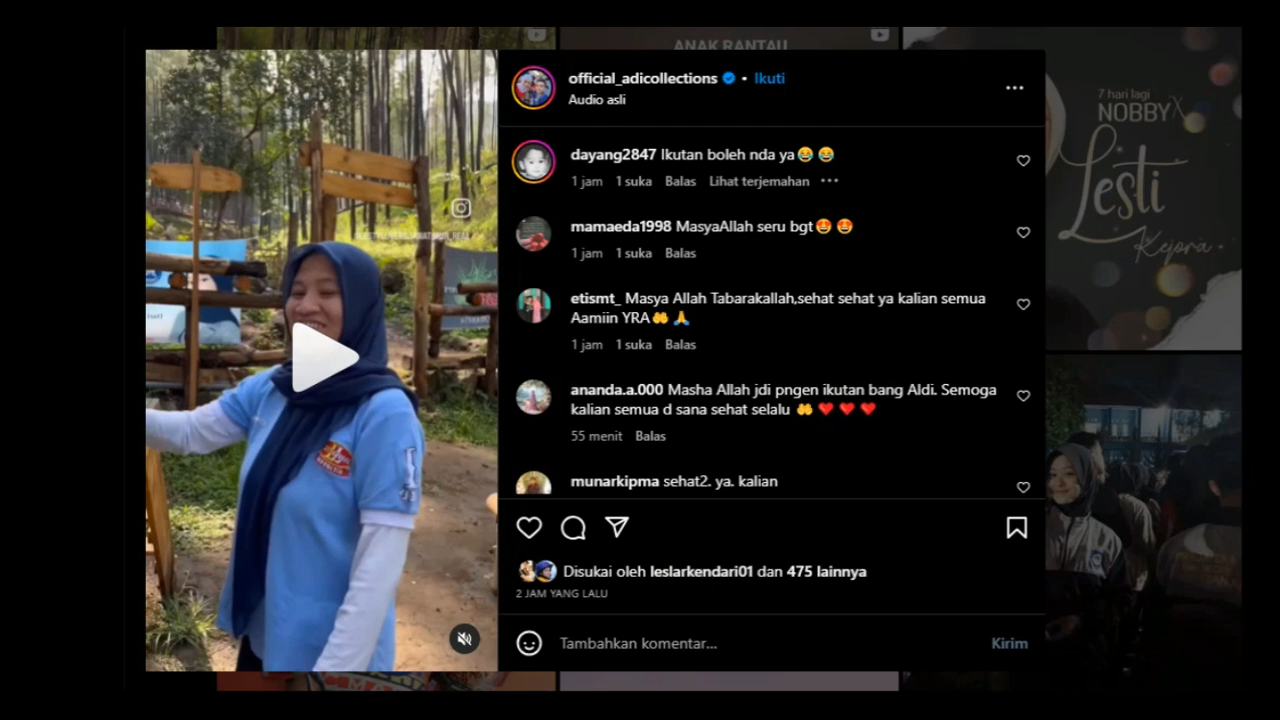 ANAK RANTAU
official_adicollections • Ikuti
Audio asli
dayang2847 Ikutan boleh nda ya😂😂
1 jam 1 suka Balas Lihat terjemahan
mamaeda1998 MasyaAllah seru bgt🤩🤩
1 jam 1 suka Balas
etismt_ Masya Allah Tabarakallah,sehat sehat ya kalian semua
Aamiin YRA🤲🙏
1 jam 1 suka Balas
ananda.a.000 Masha Allah jdi pngen ikutan bang Aldi. Semoga
kalian semua d sana sehat selalu 🤲❤️❤️❤️
55 menit Balas
munarkipma sehat2. ya. kalian
Disukai oleh leslarkendari01 dan 475 lainnya
2 JAM YANG LALU
Tambahkan komentar...
Kirim
7 hari lagi
NOBBY X
Lesti
Kejora